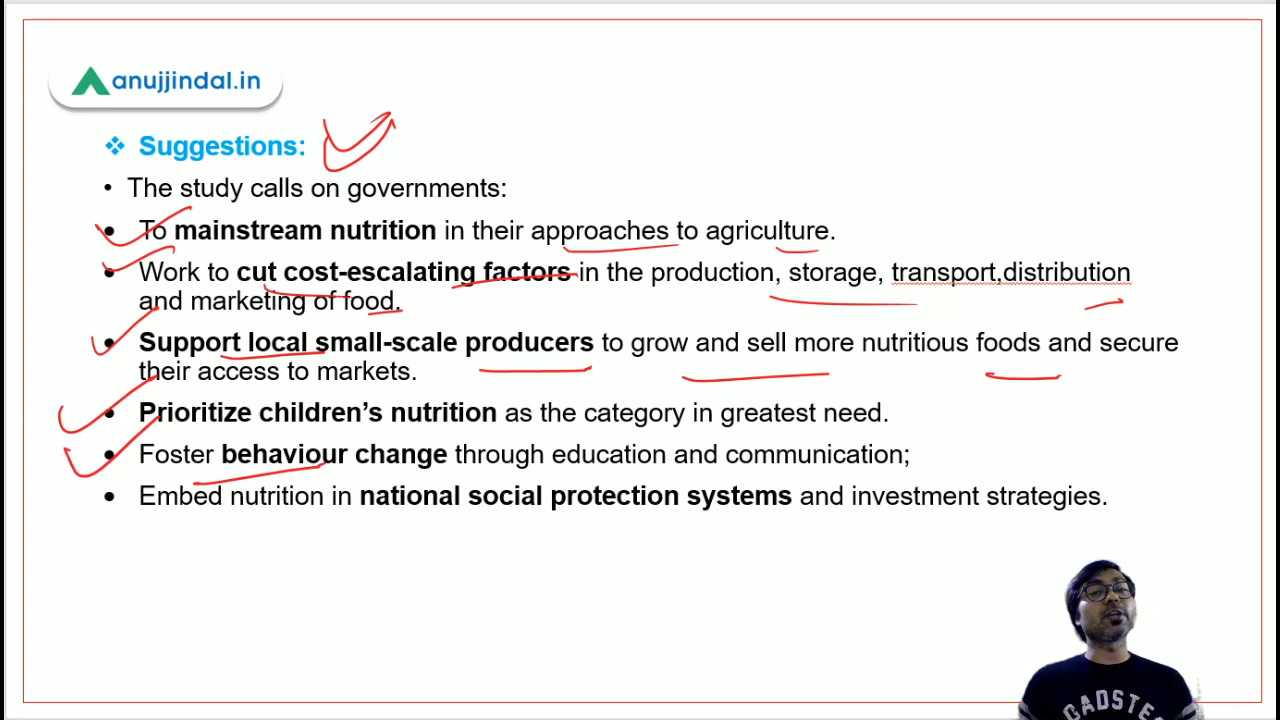 anujjindal.in
❖ Suggestions:
• The study calls on governments:
• To mainstream nutrition in their approaches to agriculture.
• Work to cut cost-escalating factors in the production, storage, transport,distribution
and marketing of food.
• Support local small-scale producers to grow and sell more nutritious foods and secure
their access to markets.
• Prioritize children’s nutrition as the category in greatest need.
• Foster behaviour change through education and communication;
• Embed nutrition in national social protection systems and investment strategies.